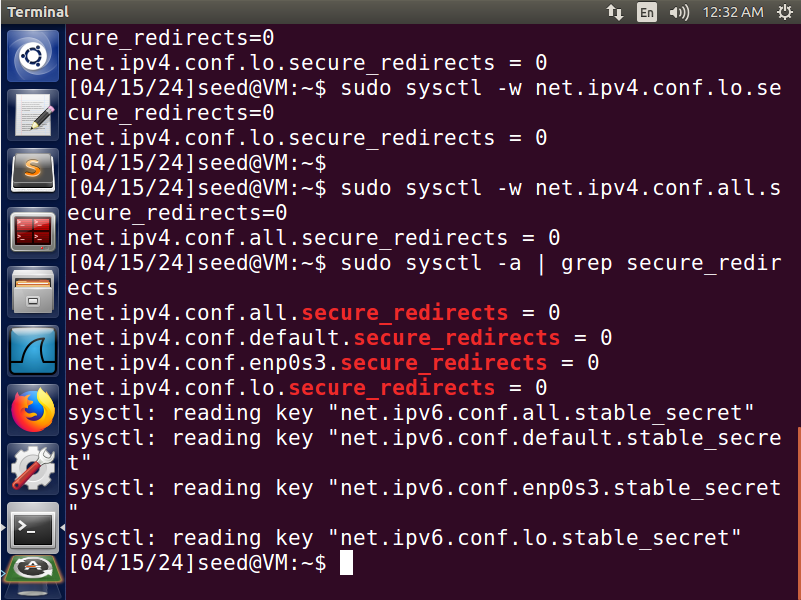 Terminal
En
12:32 AM
cure_redirects=0
net.ipv4.conf.lo.secure_redirects = 0
[04/15/24]seed@VM:~$ sudo sysctl -w net.ipv4.conf.lo.se
cure_redirects=0
net.ipv4.conf.lo.secure_redirects = 0
[04/15/24]seed@VM:~$
[04/15/24]seed@VM:~$ sudo sysctl -w net.ipv4.conf.all.s
ecure_redirects=0
net.ipv4.conf.all.secure_redirects = 0
[04/15/24]seed@VM:~$ sudo sysctl -a | grep secure_redir
ects
net.ipv4.conf.all.secure_redirects = 0
net.ipv4.conf.default.secure_redirects = 0
net.ipv4.conf.enp0s3.secure_redirects = 0
net.ipv4.conf.lo.secure_redirects = 0
sysctl: reading key "net.ipv6.conf.all.stable_secret"
sysctl: reading key "net.ipv6.conf.default.stable_secre
t"
sysctl: reading key "net.ipv6.conf.enp0s3.stable_secret
"
sysctl: reading key "net.ipv6.conf.lo.stable_secret"
[04/15/24]seed@VM:~$